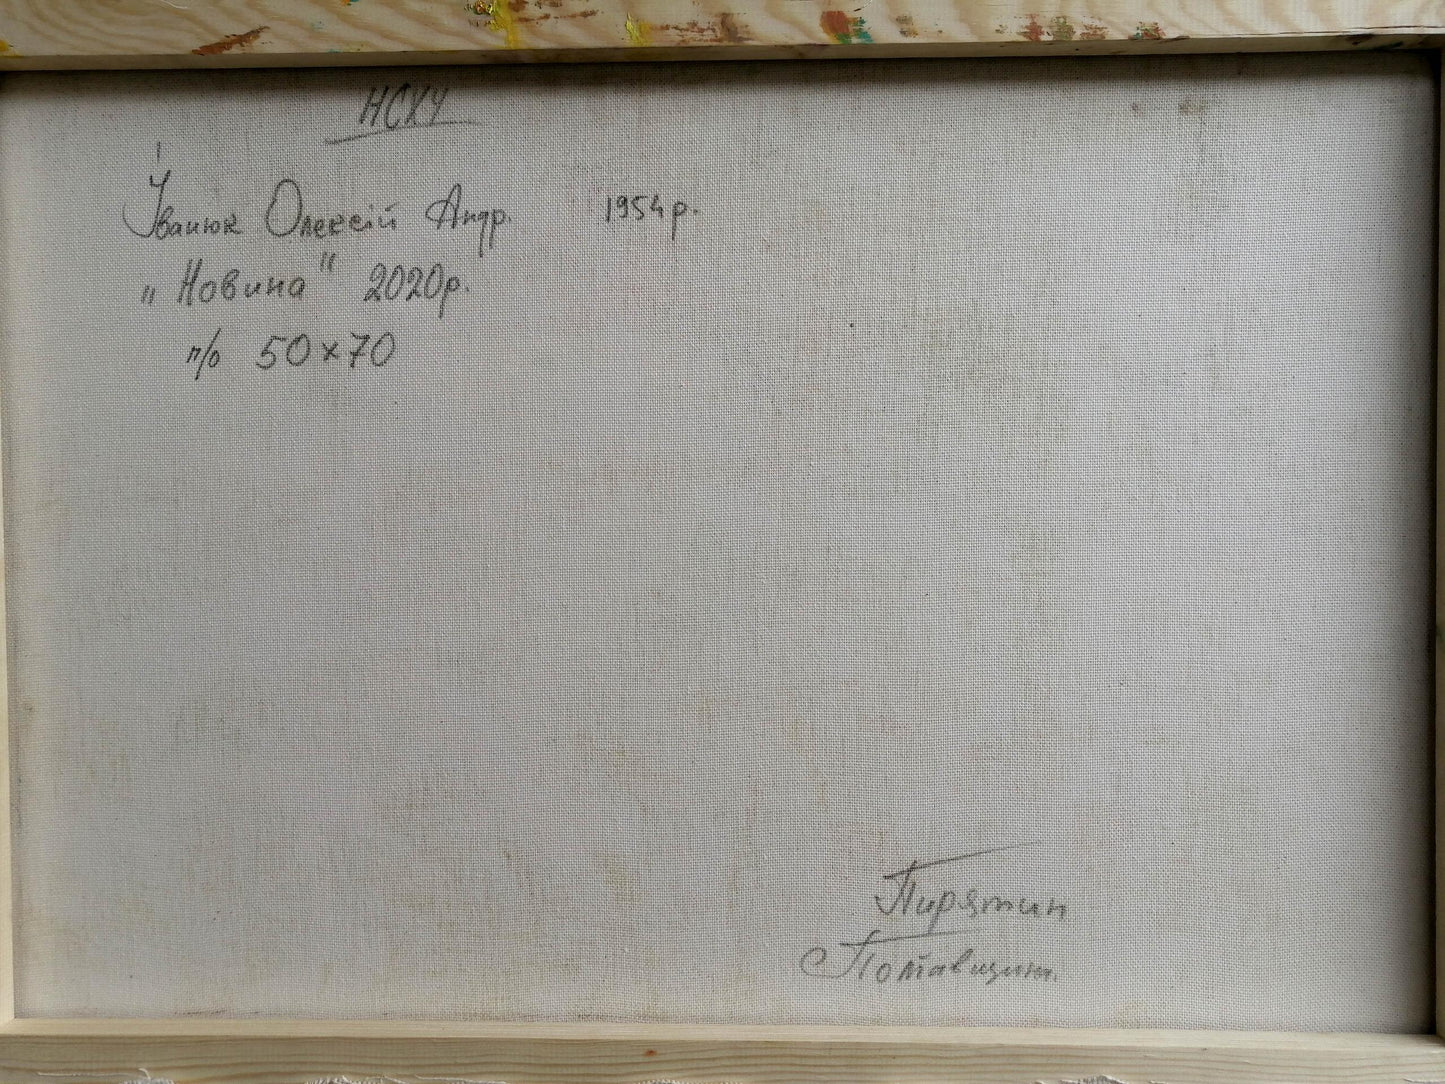 НСХУ
Іванюк Олексій Андр. 1954р.
„Новина" 2020р.
п/о 50×70
Пирятин
Полтавщина.